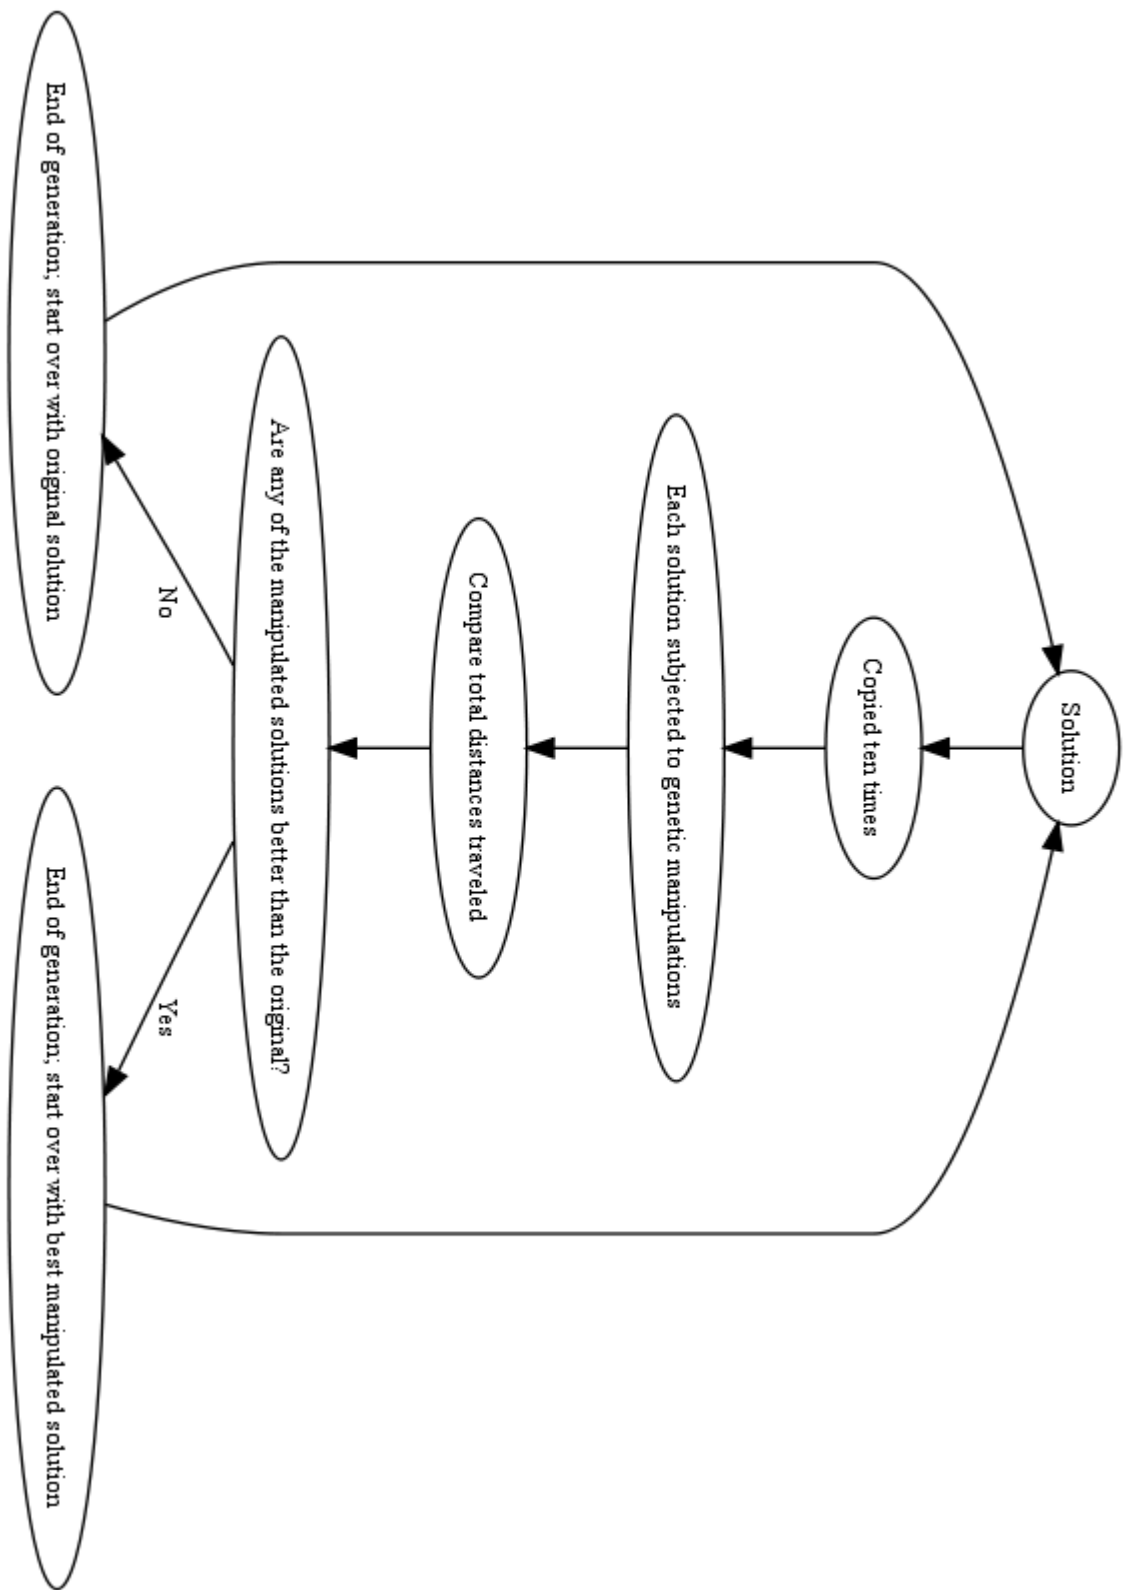 Solution
Copied ten times
Each solution subjected to genetic manipulations
Compare total distances traveled
Are any of the manipulated solutions better than the original?
No
Yes
End of generation; start over with original solution
End of generation; start over with best manipulated solution